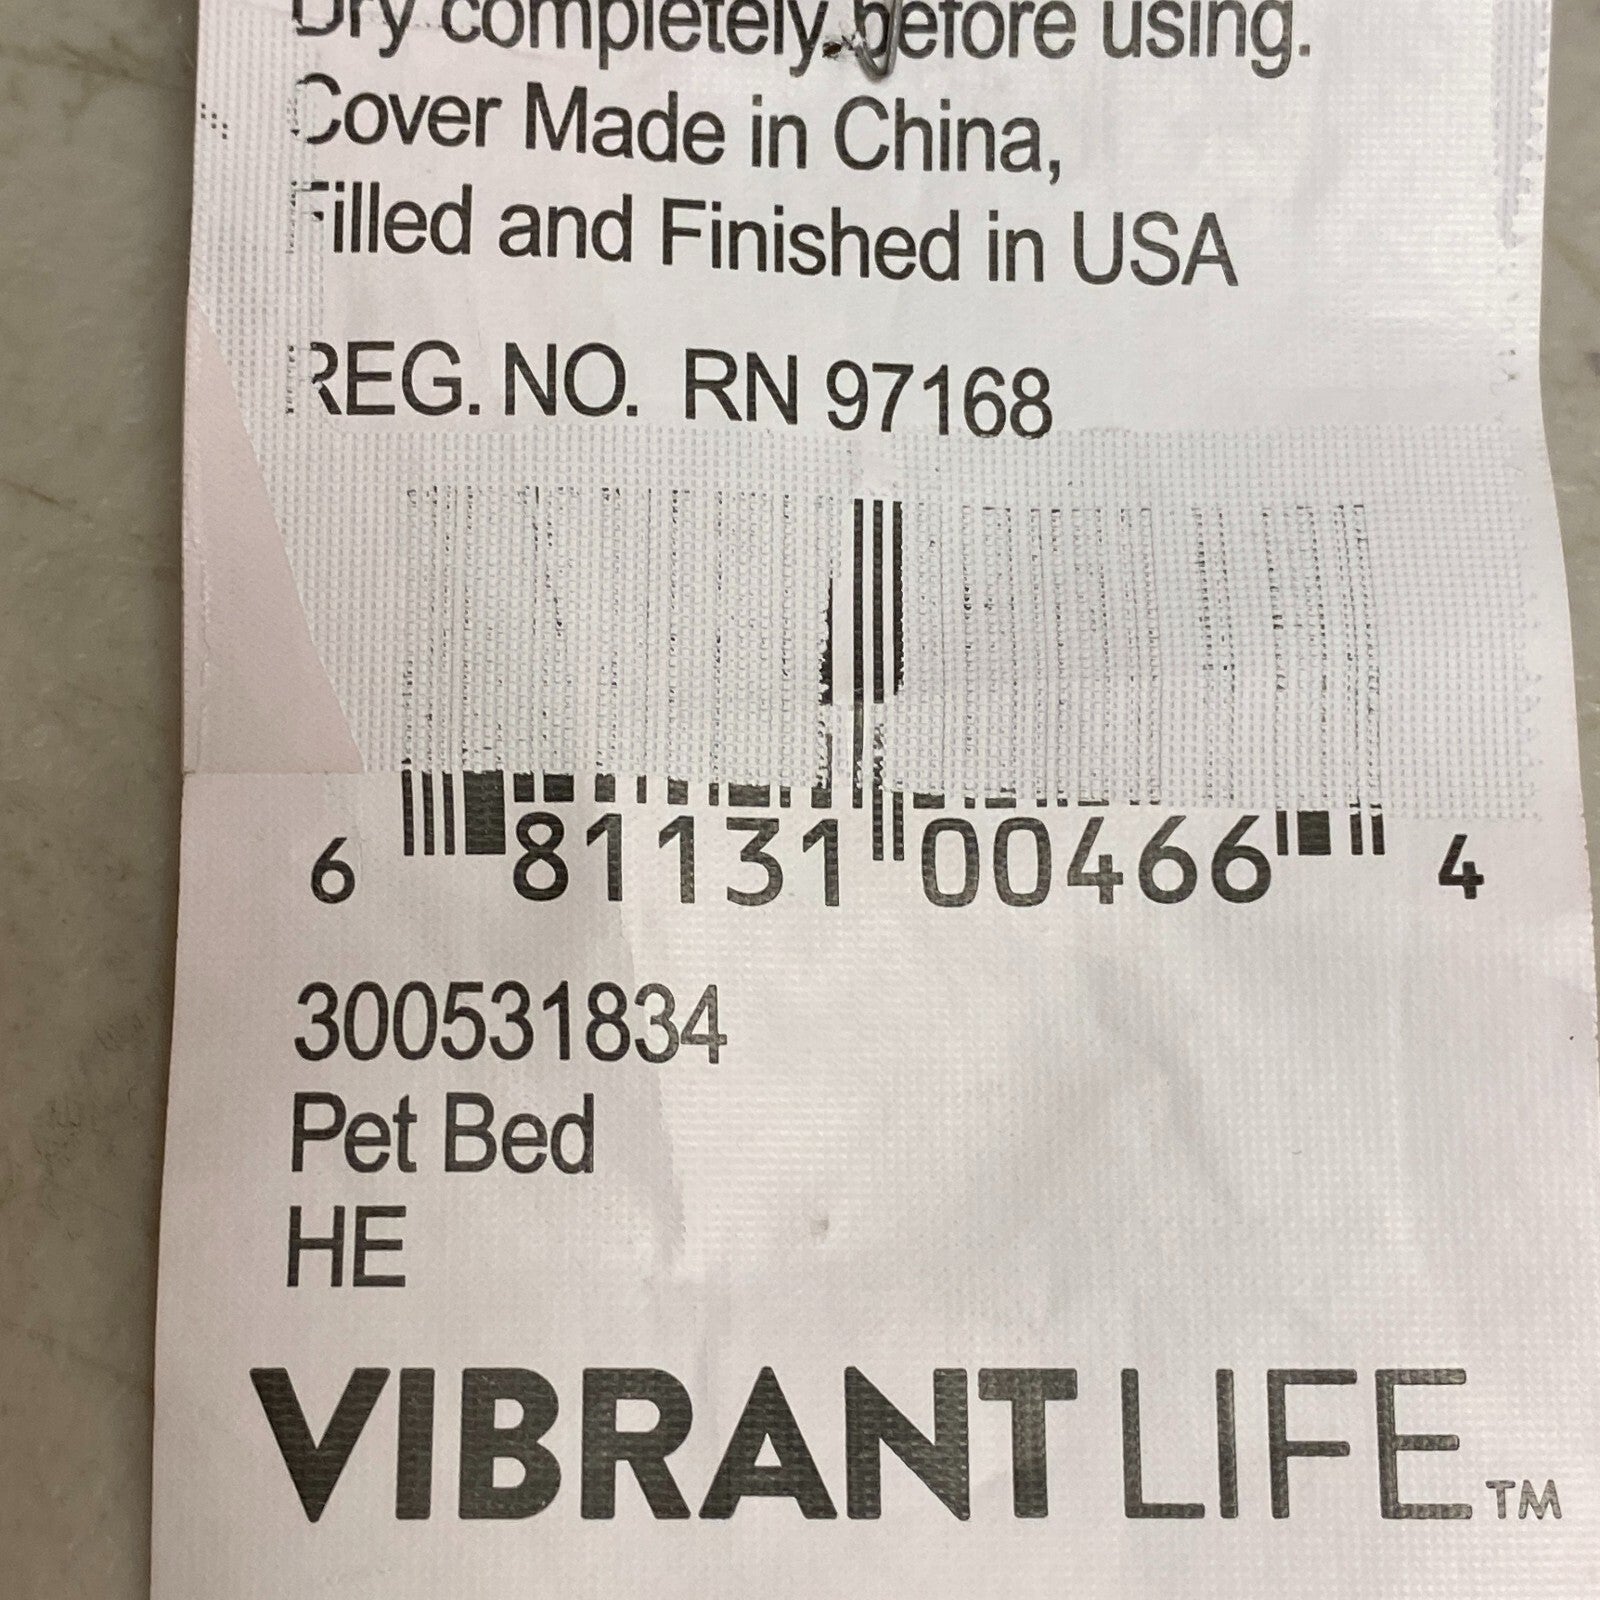 Dry completely before using.
Cover Made in China,
Filled and Finished in USA
REG. NO. RN 97168
6 81131 00466 4
300531834
Pet Bed
HE
VIBRANT LIFE TM